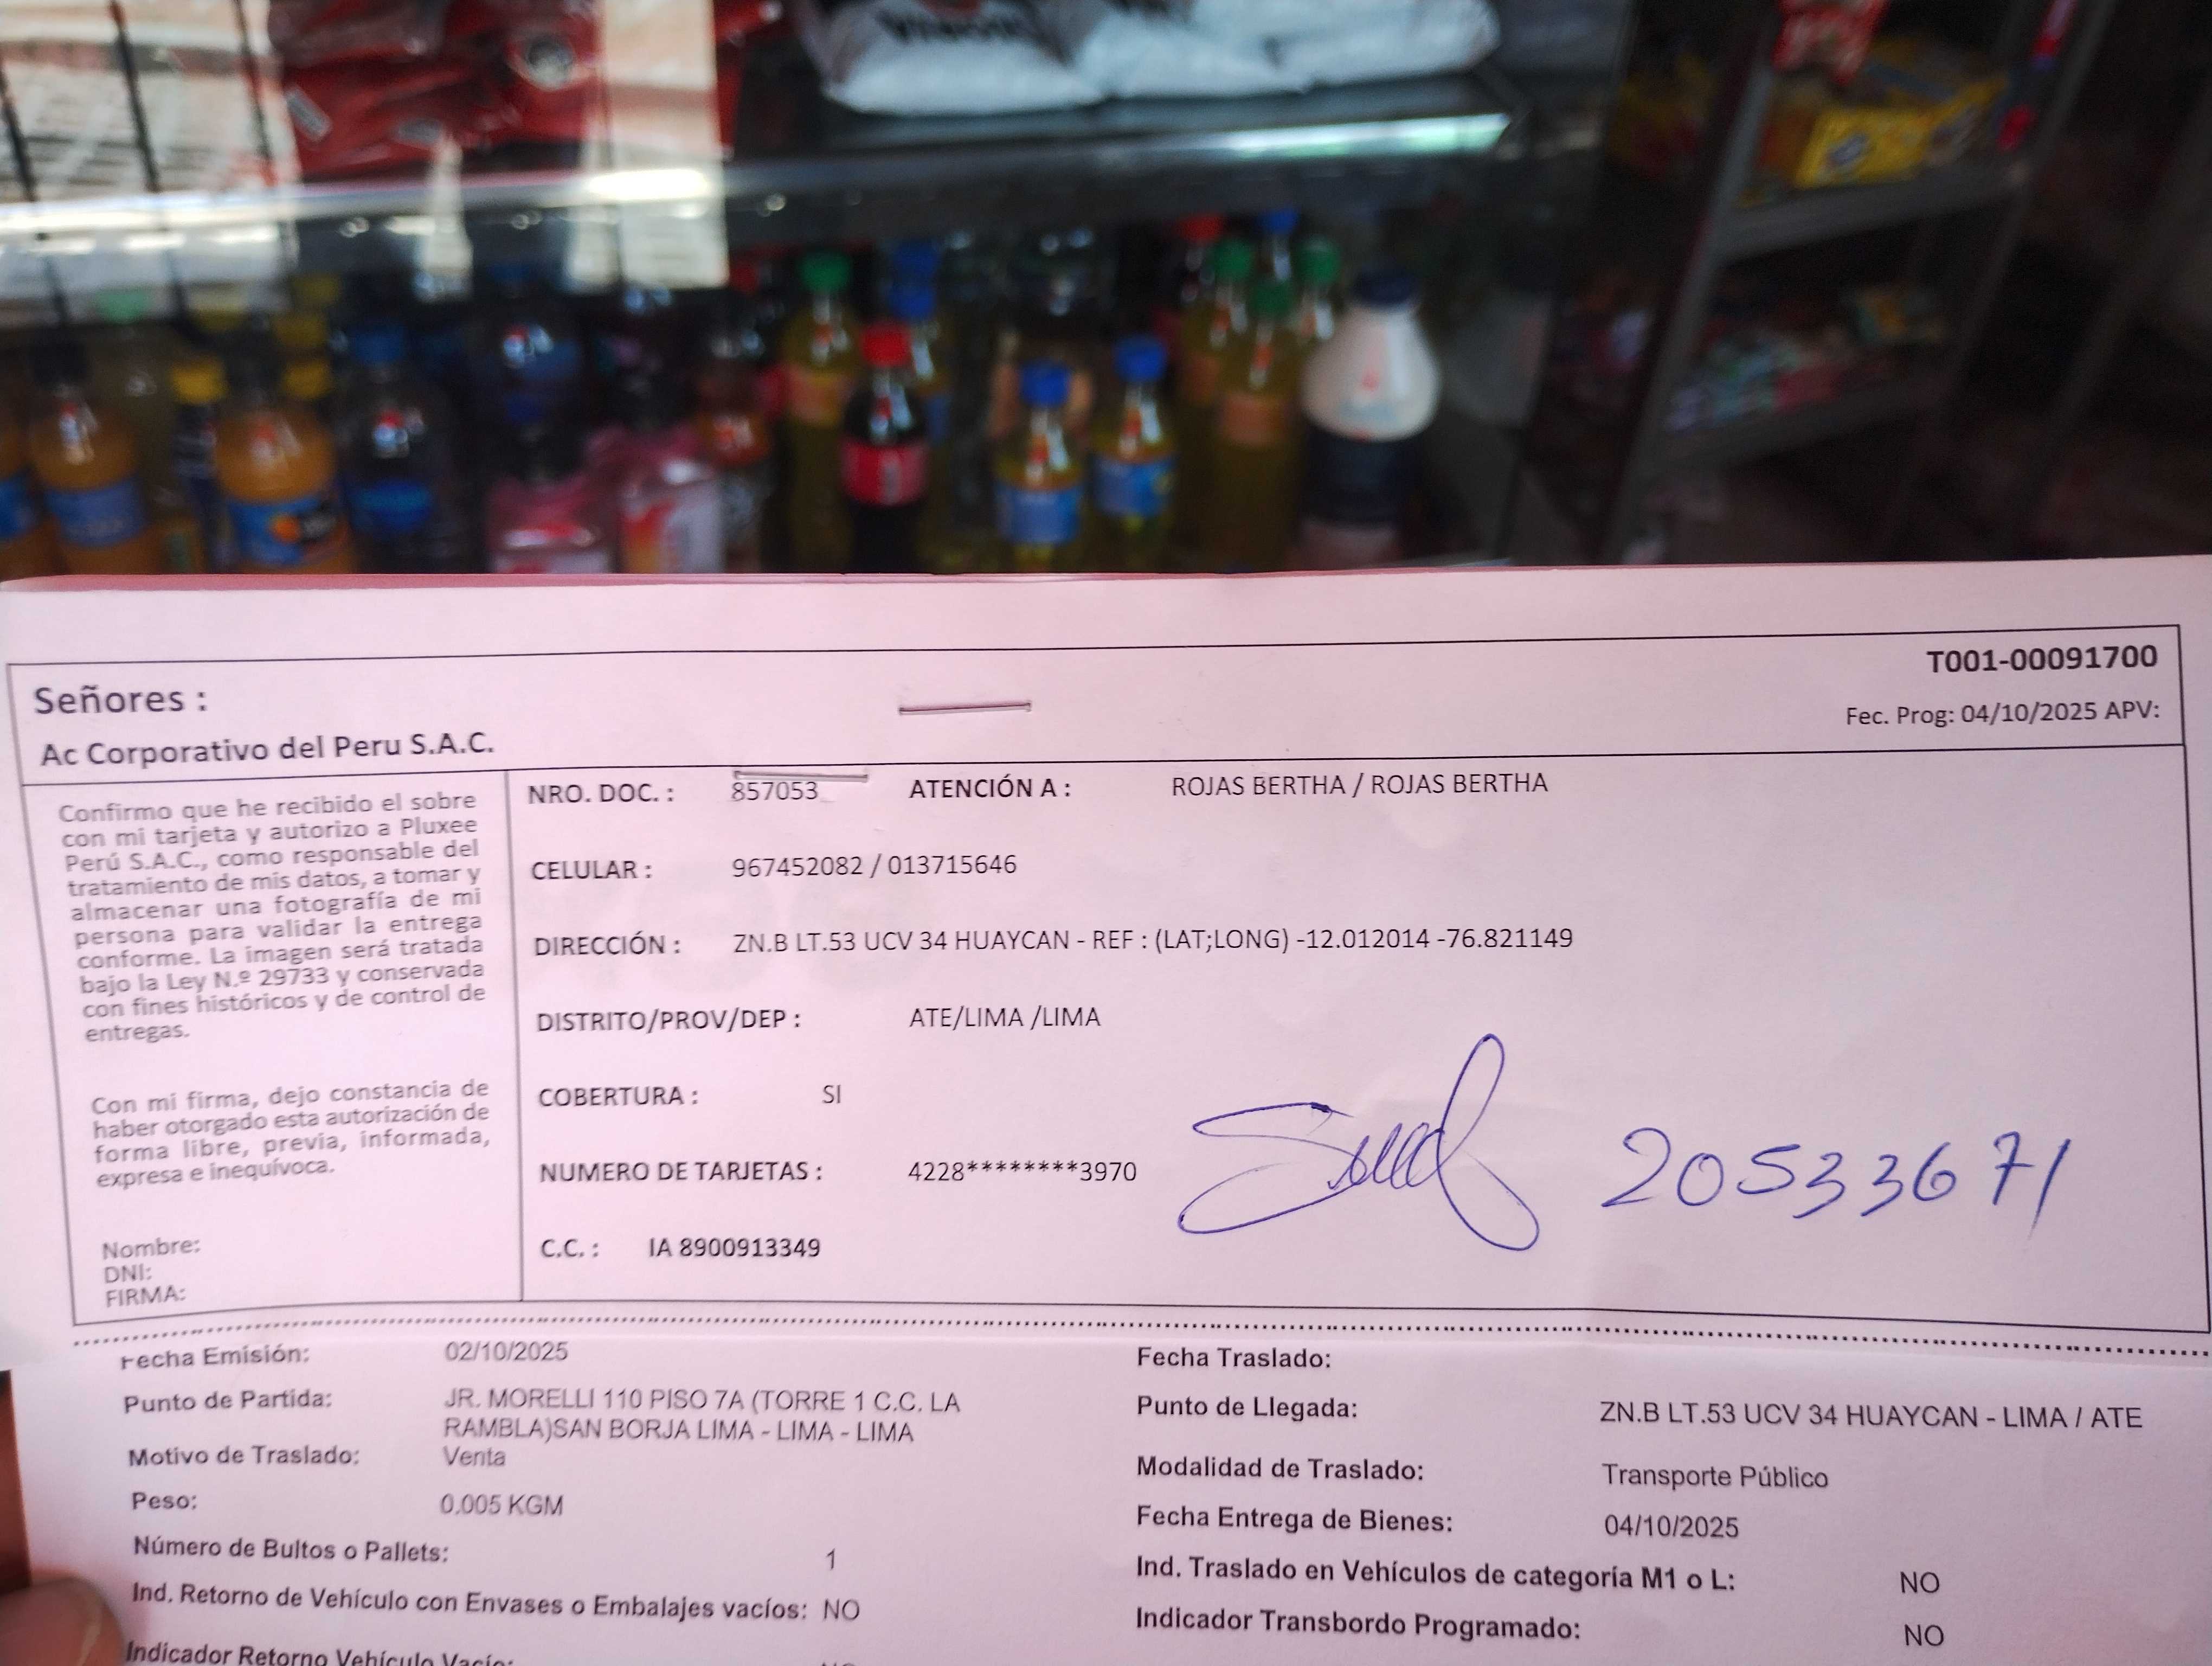 T001-00091700
Señores :
Fec. Prog: 04/10/2025 APV:
Ac Corporativo del Peru S.A.C.
Confirmo que he recibido el sobre
con mi tarjeta y autorizo a Pluxee
Perú S.A.C., como responsable del
tratamiento de mis datos, a tomar y
almacenar una fotografía de mi
persona para validar la entrega
conforme. La imagen será tratada
bajo la Ley N.º 29733 y conservada
con fines históricos y de control de
entregas.
Con mi firma, dejo constancia de
haber otorgado esta autorización de
forma libre, previa, informada,
expresa e inequívoca.
Nombre:
DNI:
FIRMA:
NRO. DOC. : 857053 ATENCIÓN A : ROJAS BERTHA / ROJAS BERTHA
CELULAR : 967452082 / 013715646
DIRECCIÓN : ZN.B LT.53 UCV 34 HUAYCAN - REF : (LAT;LONG) -12.012014 -76.821149
DISTRITO/PROV/DEP : ATE/LIMA /LIMA
COBERTURA : SI
NUMERO DE TARJETAS : 4228********3970
20533671
C.C. : IA 8900913349
Fecha Emisión: 02/10/2025
Punto de Partida: JR. MORELLI 110 PISO 7A (TORRE 1 C.C. LA
RAMBLA)SAN BORJA LIMA - LIMA - LIMA
Motivo de Traslado: Venta
Peso: 0.005 KGM
Número de Bultos o Pallets: 1
Ind. Retorno de Vehículo con Envases o Embalajes vacíos: NO
Indicador Retorno Vehículo Vacío:
Fecha Traslado:
Punto de Llegada: ZN.B LT.53 UCV 34 HUAYCAN - LIMA / ATE
Modalidad de Traslado: Transporte Público
Fecha Entrega de Bienes: 04/10/2025
Ind. Traslado en Vehículos de categoría M1 o L: NO
Indicador Transbordo Programado: NO